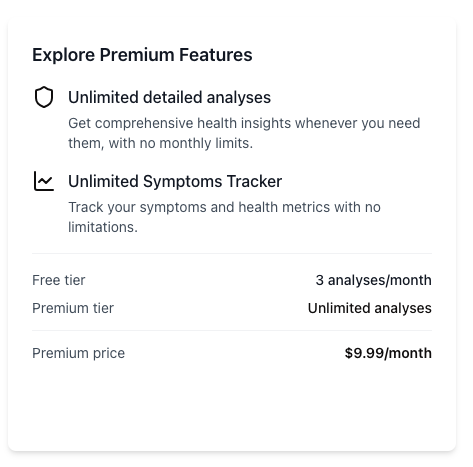 Explore Premium Features
Unlimited detailed analyses
Get comprehensive health insights whenever you need
them, with no monthly limits.
Unlimited Symptoms Tracker
Track your symptoms and health metrics with no
limitations.
Free tier 3 analyses/month
Premium tier Unlimited analyses
Premium price $9.99/month